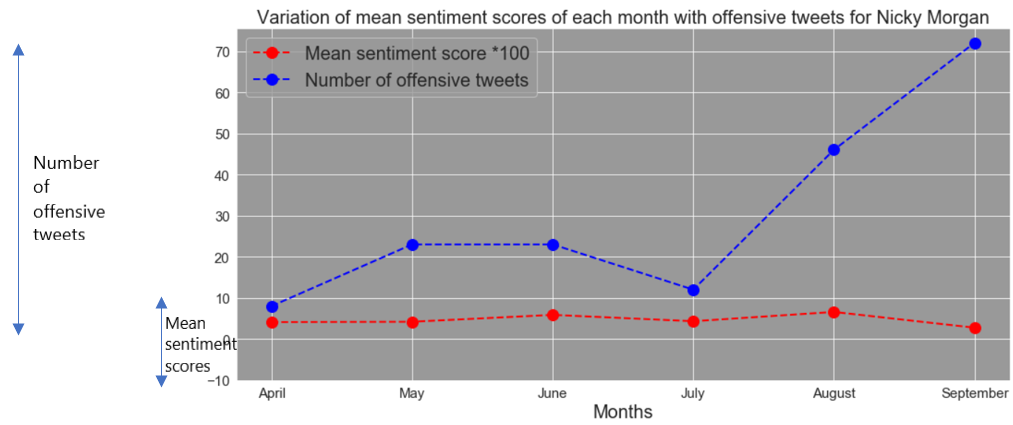 Variation of mean sentiment scores of each month with offensive tweets for Nicky Morgan
Mean sentiment score *100
Number of offensive tweets
70
60
50
40
30
20
10
0
−10
Number
of
offensive
tweets
Mean
sentiment
scores
April May June July August September
Months